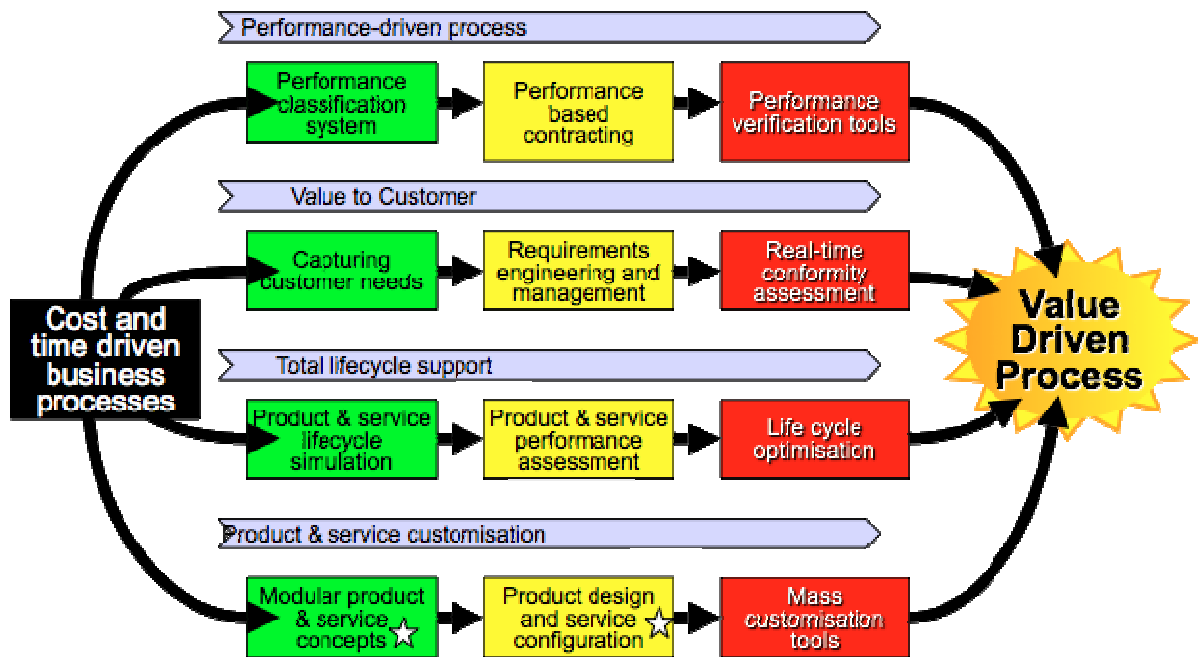 Performance-driven process
Performance
classification
system
Performance
based
contracting
Performance
verification tools
Value to Customer
Capturing
customer needs
Requirements
engineering and
management
Real-time
conformity
assessment
Cost and
time driven
business
processes
Value
Driven
Process
Total lifecycle support
Product & service
lifecycle
simulation
Product & service
performance
assessment
Life cycle
optimisation
Product & service customisation
Modular product
& service
concepts
Product design
and service
configuration
Mass
customisation
tools